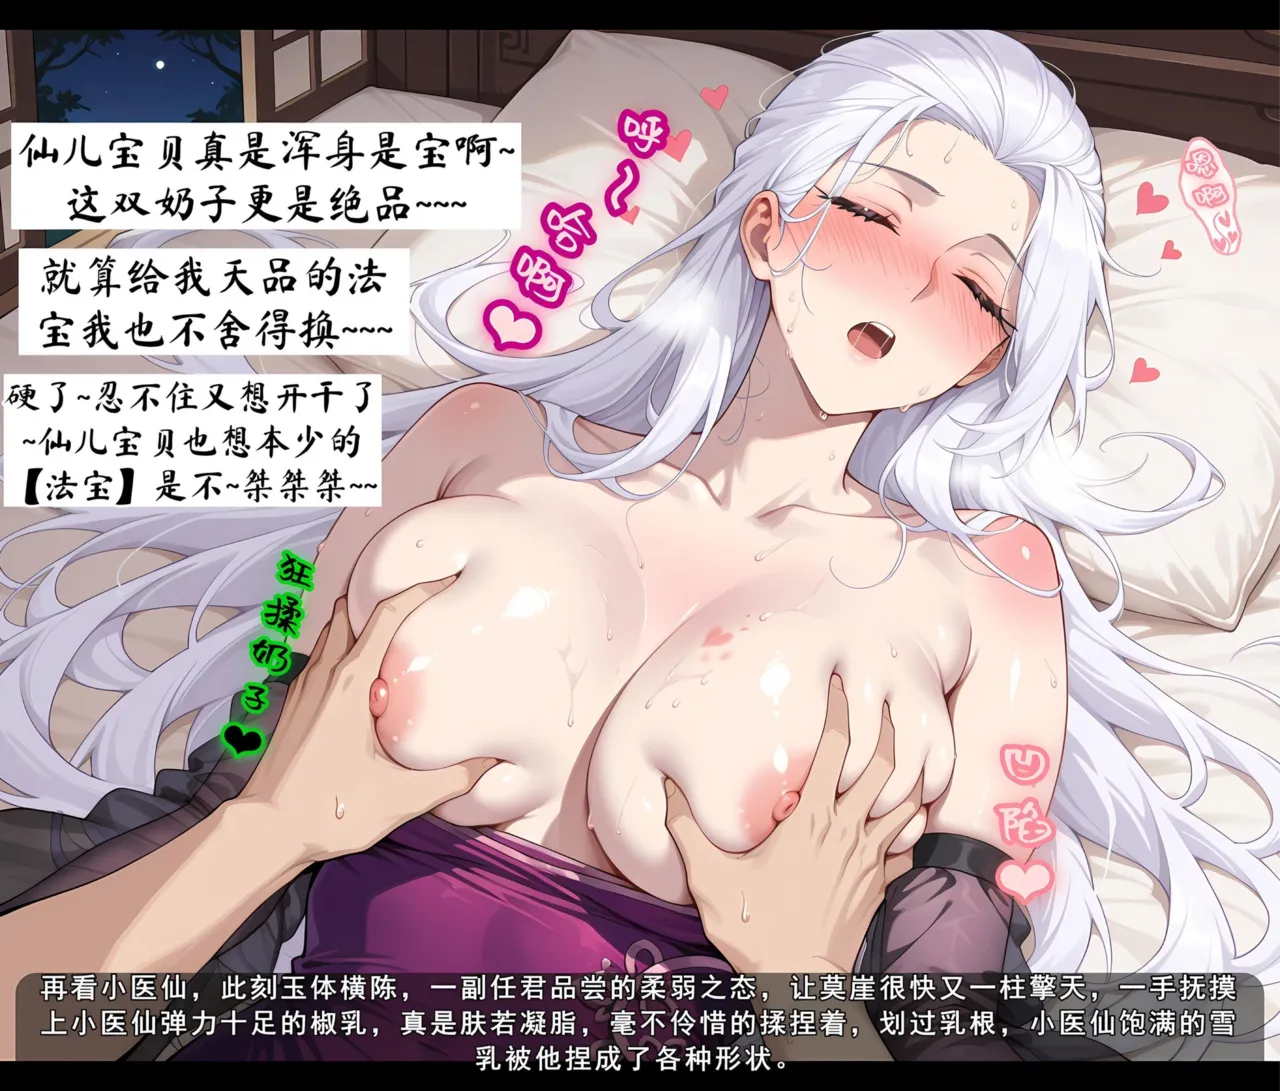 仙儿宝贝真是浑身是宝啊~
这双奶子更是绝品~~~
就算给我天品的法
宝我也不舍得换~~~
硬了~忍不住又想开干了
~仙儿宝贝也想本少的
【法宝】是不~桀桀桀~~
呼~
哈啊♡
嗯啊
狂揉奶子♥
凹陷♡
再看小医仙，此刻玉体横陈，一副任君品尝的柔弱之态，让莫崖很快又一柱擎天，一手抚摸
上小医仙弹力十足的椒乳，真是肤若凝脂，毫不伶惜的揉捏着，划过乳根，小医仙饱满的雪
乳被他捏成了各种形状。